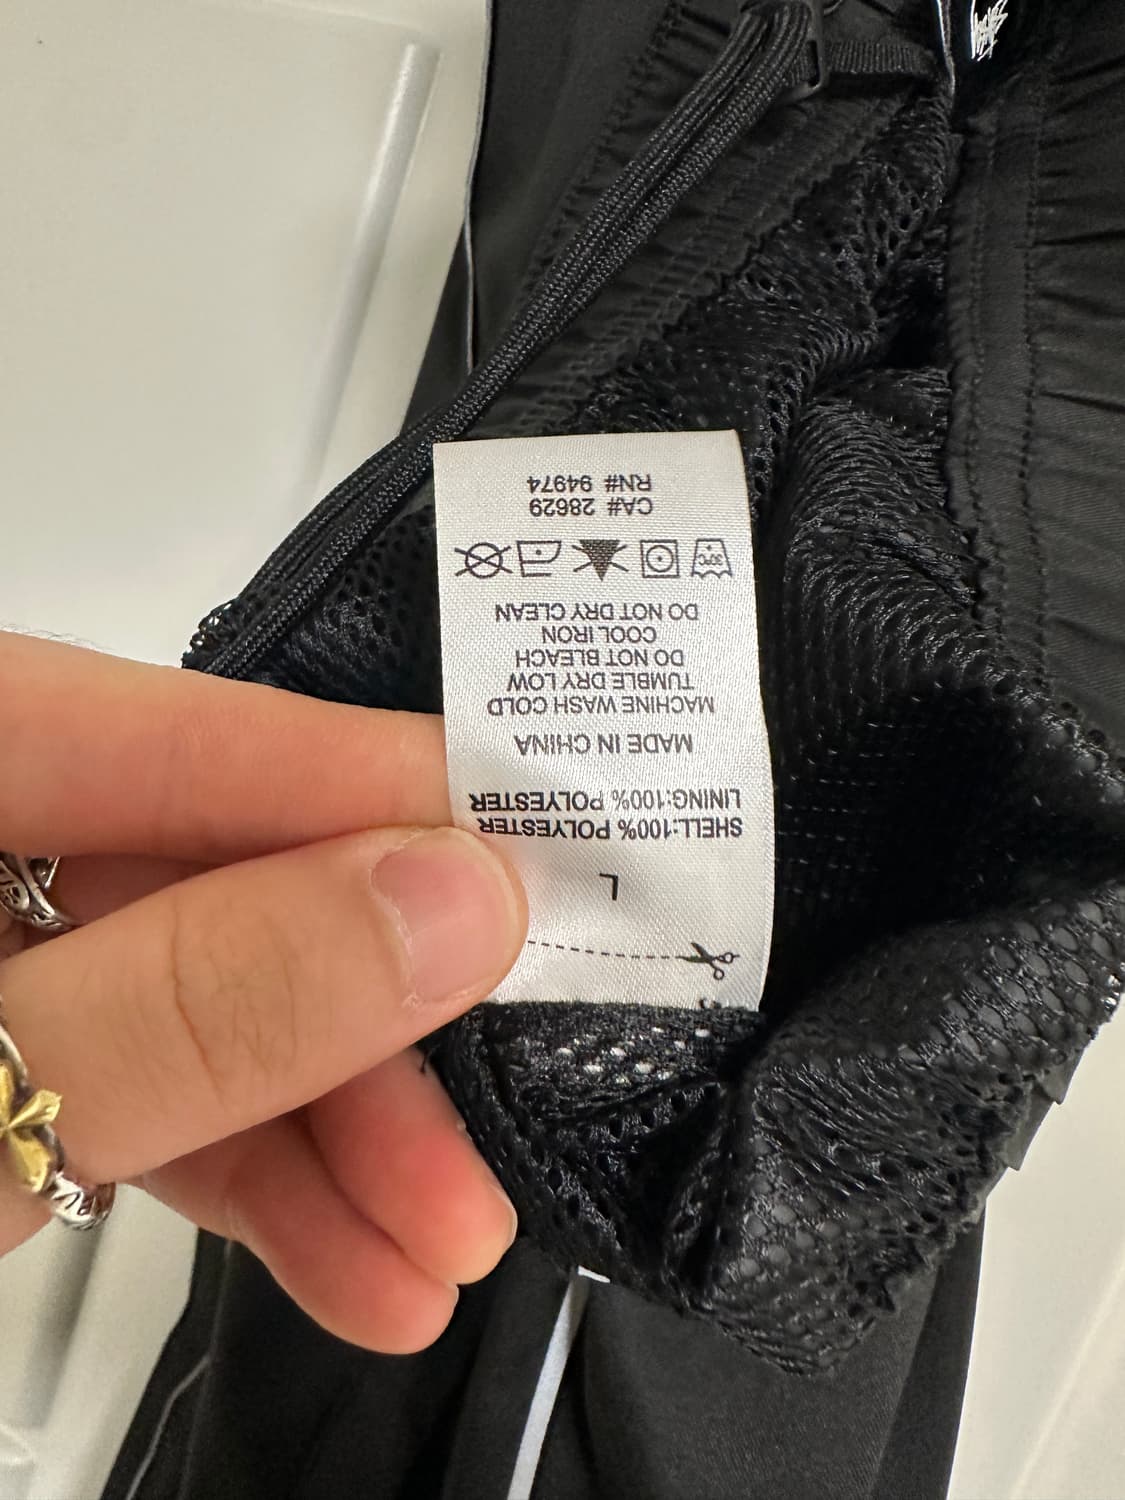 L
SHELL:100% POLYESTER
LINING:100% POLYESTER
MADE IN CHINA
MACHINE WASH COLD
TUMBLE DRY LOW
DO NOT BLEACH
COOL IRON
DO NOT DRY CLEAN
30°C
CA# 28629
RN# 94974